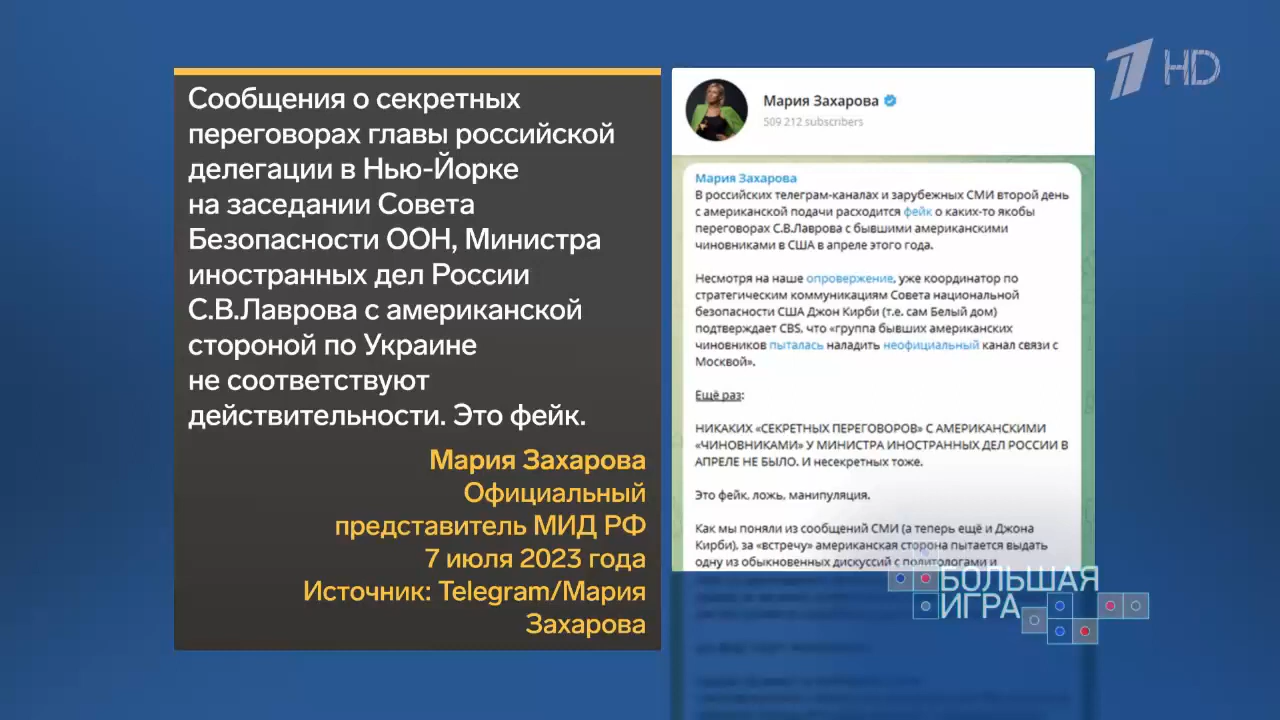 Сообщения о секретных
переговорах главы российской
делегации в Нью-Йорке
на заседании Совета
Безопасности ООН, Министра
иностранных дел России
С.В.Лаврова с американской
стороной по Украине
не соответствуют
действительности. Это фейк.
Мария Захарова
Официальный
представитель МИД РФ
7 июля 2023 года
Источник: Telegram/Мария
Захарова
1 HD
Мария Захарова
509 212 subscribers
Мария Захарова
В российских телеграм-каналах и зарубежных СМИ второй день
с американской подачи расходится фейк о каких-то якобы
переговорах С.В.Лаврова с бывшими американскими
чиновниками в США в апреле этого года.
Несмотря на наше опровержение, уже координатор по
стратегическим коммуникациям Совета национальной
безопасности США Джон Кирби (т.е. сам Белый дом)
подтверждает CBS, что «группа бывших американских
чиновников пыталась наладить неофициальный канал связи с
Москвой».
Ещё раз:
НИКАКИХ «СЕКРЕТНЫХ ПЕРЕГОВОРОВ» С АМЕРИКАНСКИМИ
«ЧИНОВНИКАМИ» У МИНИСТРА ИНОСТРАННЫХ ДЕЛ РОССИИ В
АПРЕЛЕ НЕ БЫЛО. И несекретных тоже.
Это фейк, ложь, манипуляция.
Как мы поняли из сообщений СМИ (а теперь ещё и Джона
Кирби), за «встречу» американская сторона пытается выдать
одну из обыкновенных дискуссий с политологами и
БОЛЬШАЯ
ИГРА